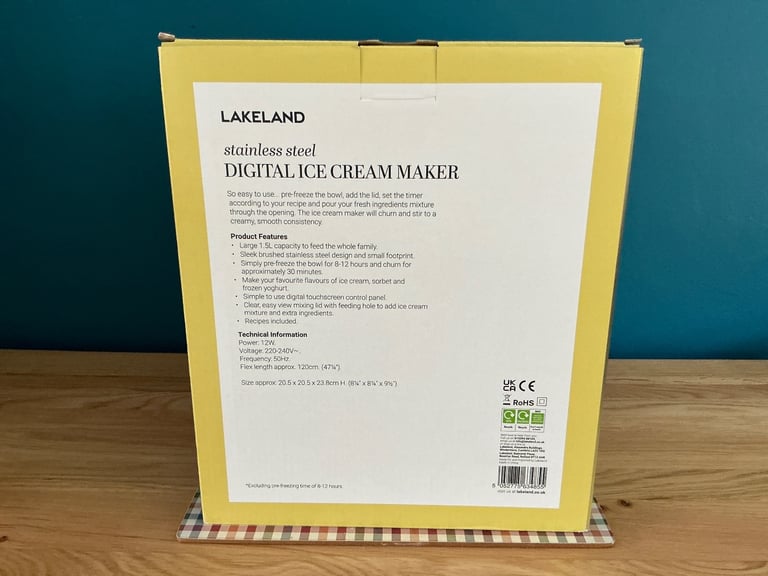 LAKELAND
stainless steel
DIGITAL ICE CREAM MAKER
So easy to use... pre-freeze the bowl, add the lid, set the timer
according to your recipe and pour your fresh ingredients mixture
through the opening. The ice cream maker will churn and stir to a
creamy, smooth consistency.
Product Features
• Large 1.5L capacity to feed the whole family.
• Sleek brushed stainless steel design and small footprint.
• Simply pre-freeze the bowl for 8-12 hours and churn for
approximately 30 minutes.
• Make your favourite flavours of ice cream, sorbet and
frozen yoghurt.
• Simple to use digital touchscreen control panel.
• Clear, easy view mixing lid with feeding hole to add ice cream
mixture and extra ingredients.
• Recipes included.
Technical Information
Power: 12W.
Voltage: 220-240V~.
Frequency: 50Hz.
Flex length approx. 120cm. (47¼")
Size approx: 20.5 x 20.5 x 23.8cm H. (8¼" x 8¼" x 9½")
UK
CA CE
RoHS
5 052775 634855
visit us at lakeland.co.uk
*Excluding pre-freezing time of 8-12 hours